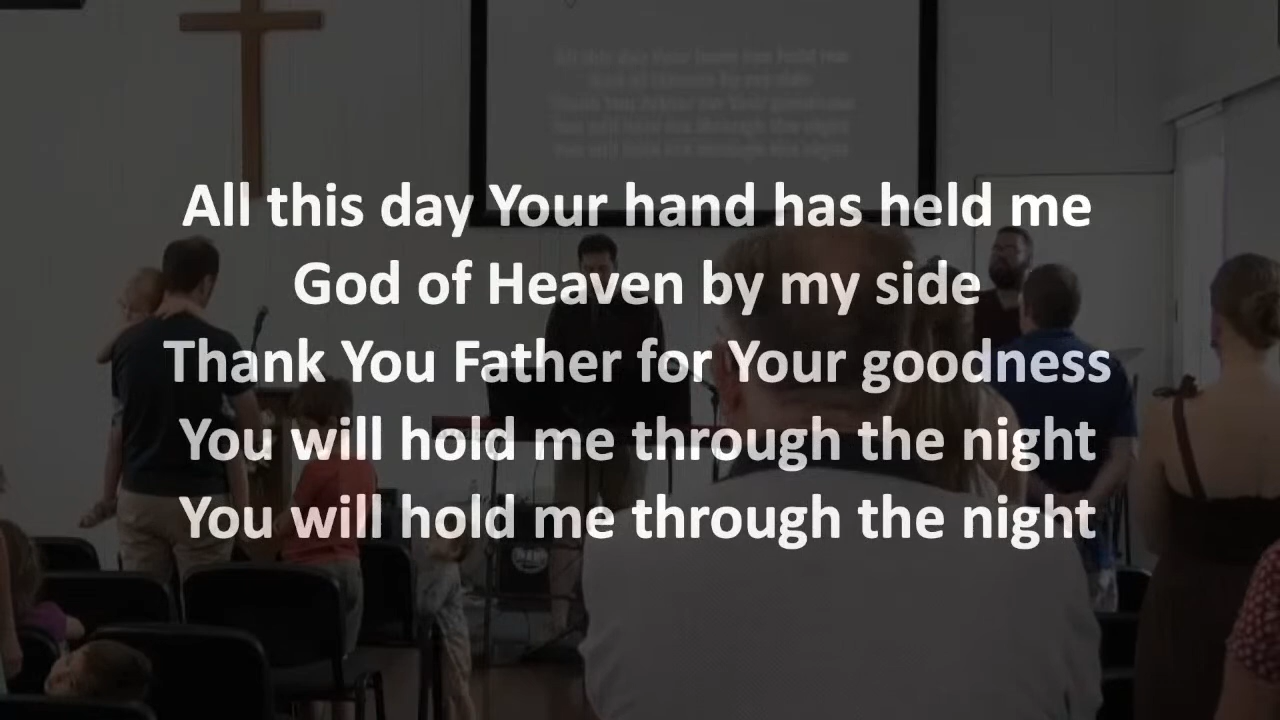 All this day Your hand has held me
God of Heaven by my side
Thank You Father for Your goodness
You will hold me through the night
You will hold me through the night